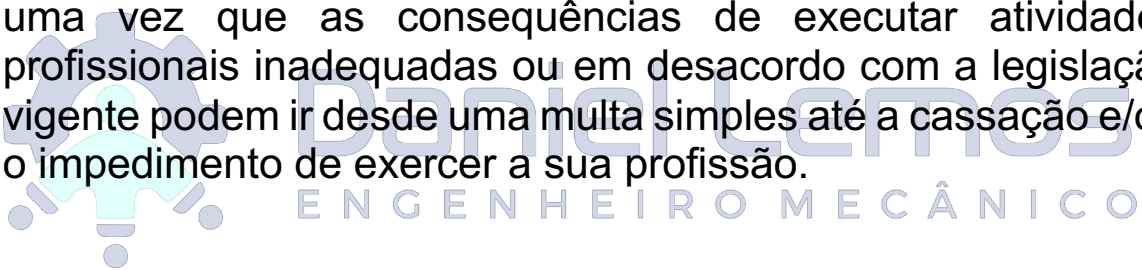 uma vez que as consequências de executar atividade
profissionais inadequadas ou em desacordo com a legislaçã
vigente podem ir desde uma multa simples até a cassação e/o
o impedimento de exercer a sua profissão.
Daniel Lemos
ENGENHEIRO MECÂNICO